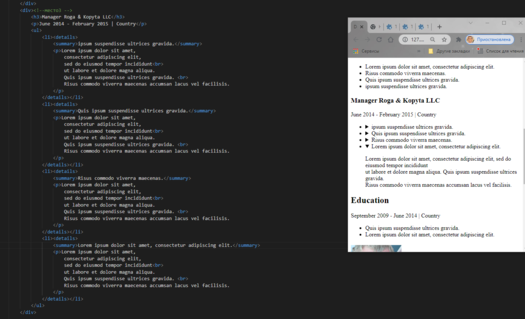 </div>
<div><!--место3 -->
<h3>Manager Roga & Kopyta LLC</h3>
<p>June 2014 - February 2015 | Country</p>
<ul>
<li><details>
<summary>ipsum suspendisse ultrices gravida.</summary>
<p>Lorem ipsum dolor sit amet,
consectetur adipiscing elit,
sed do eiusmod tempor incididunt<br>
ut labore et dolore magna aliqua.
Quis ipsum suspendisse ultrices gravida. <br>
Risus commodo viverra maecenas accumsan lacus vel facilisis.
</p>
</details></li>
<li><details>
<summary>Quis ipsum suspendisse ultrices gravida.</summary>
<p>Lorem ipsum dolor sit amet,
consectetur adipiscing elit,
sed do eiusmod tempor incididunt<br>
ut labore et dolore magna aliqua.
Quis ipsum suspendisse ultrices gravida. <br>
Risus commodo viverra maecenas accumsan lacus vel facilisis.
</p>
</details></li>
<li><details>
<summary>Risus commodo viverra maecenas.</summary>
<p>Lorem ipsum dolor sit amet,
consectetur adipiscing elit,
sed do eiusmod tempor incididunt<br>
ut labore et dolore magna aliqua.
Quis ipsum suspendisse ultrices gravida. <br>
Risus commodo viverra maecenas accumsan lacus vel facilisis.
</p>
</details></li>
<li><details>
<summary>Lorem ipsum dolor sit amet, consectetur adipiscing elit.</summary>
<p>Lorem ipsum dolor sit amet,
consectetur adipiscing elit,
sed do eiusmod tempor incididunt<br>
ut labore et dolore magna aliqua.
Quis ipsum suspendisse ultrices gravida. <br>
Risus commodo viverra maecenas accumsan lacus vel facilisis.
</p>
</details></li>
</ul>
</div>
127...
Приостановлена
Сервисы
Другие закладки
Список для чтения
Lorem ipsum dolor sit amet, consectetur adipiscing elit.
Risus commodo viverra maecenas.
Quis ipsum suspendisse ultrices gravida.
ipsum suspendisse ultrices gravida.
Manager Roga & Kopyta LLC
June 2014 - February 2015 | Country
ipsum suspendisse ultrices gravida.
Quis ipsum suspendisse ultrices gravida.
Risus commodo viverra maecenas.
Lorem ipsum dolor sit amet, consectetur adipiscing elit.
Lorem ipsum dolor sit amet, consectetur adipiscing elit, sed do
eiusmod tempor incididunt
ut labore et dolore magna aliqua. Quis ipsum suspendisse ultrices
gravida.
Risus commodo viverra maecenas accumsan lacus vel facilisis.
Education
September 2009 - June 2014 | Country
Quis ipsum suspendisse ultrices gravida.
Lorem ipsum dolor sit amet, consectetur adipiscing elit.